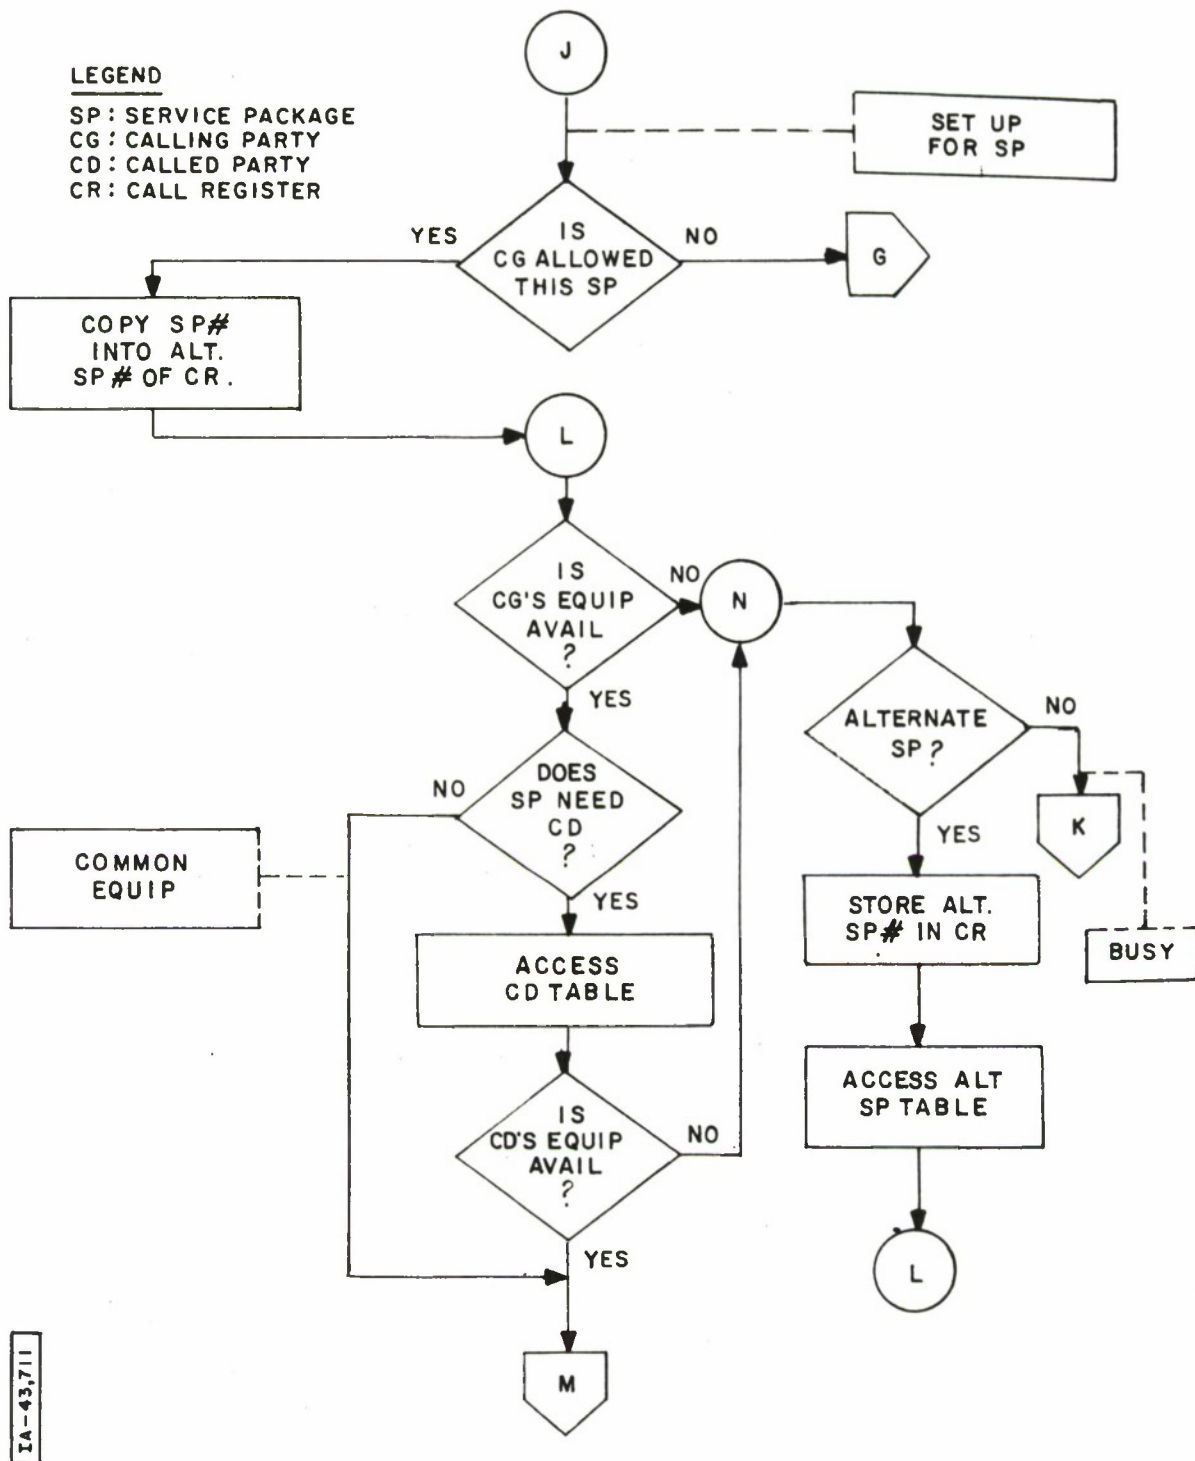 J
LEGEND
SP: SERVICE PACKAGE
CG: CALLING PARTY
CD: CALLED PARTY
CR: CALL REGISTER
SET UP
FOR SP
YES
IS
CG ALLOWED
THIS SP
NO
G
COPY SP#
INTO ALT.
SP# OF CR.
L
IS
CG'S EQUIP
AVAIL
?
NO
N
YES
ALTERNATE
SP?
NO
K
YES
DOES
SP NEED
CD
?
NO
YES
COMMON
EQUIP
STORE ALT.
SP# IN CR
BUSY
ACCESS
CD TABLE
ACCESS ALT
SP TABLE
IS
CD'S EQUIP
AVAIL
?
NO
YES
L
M
IA-43,711